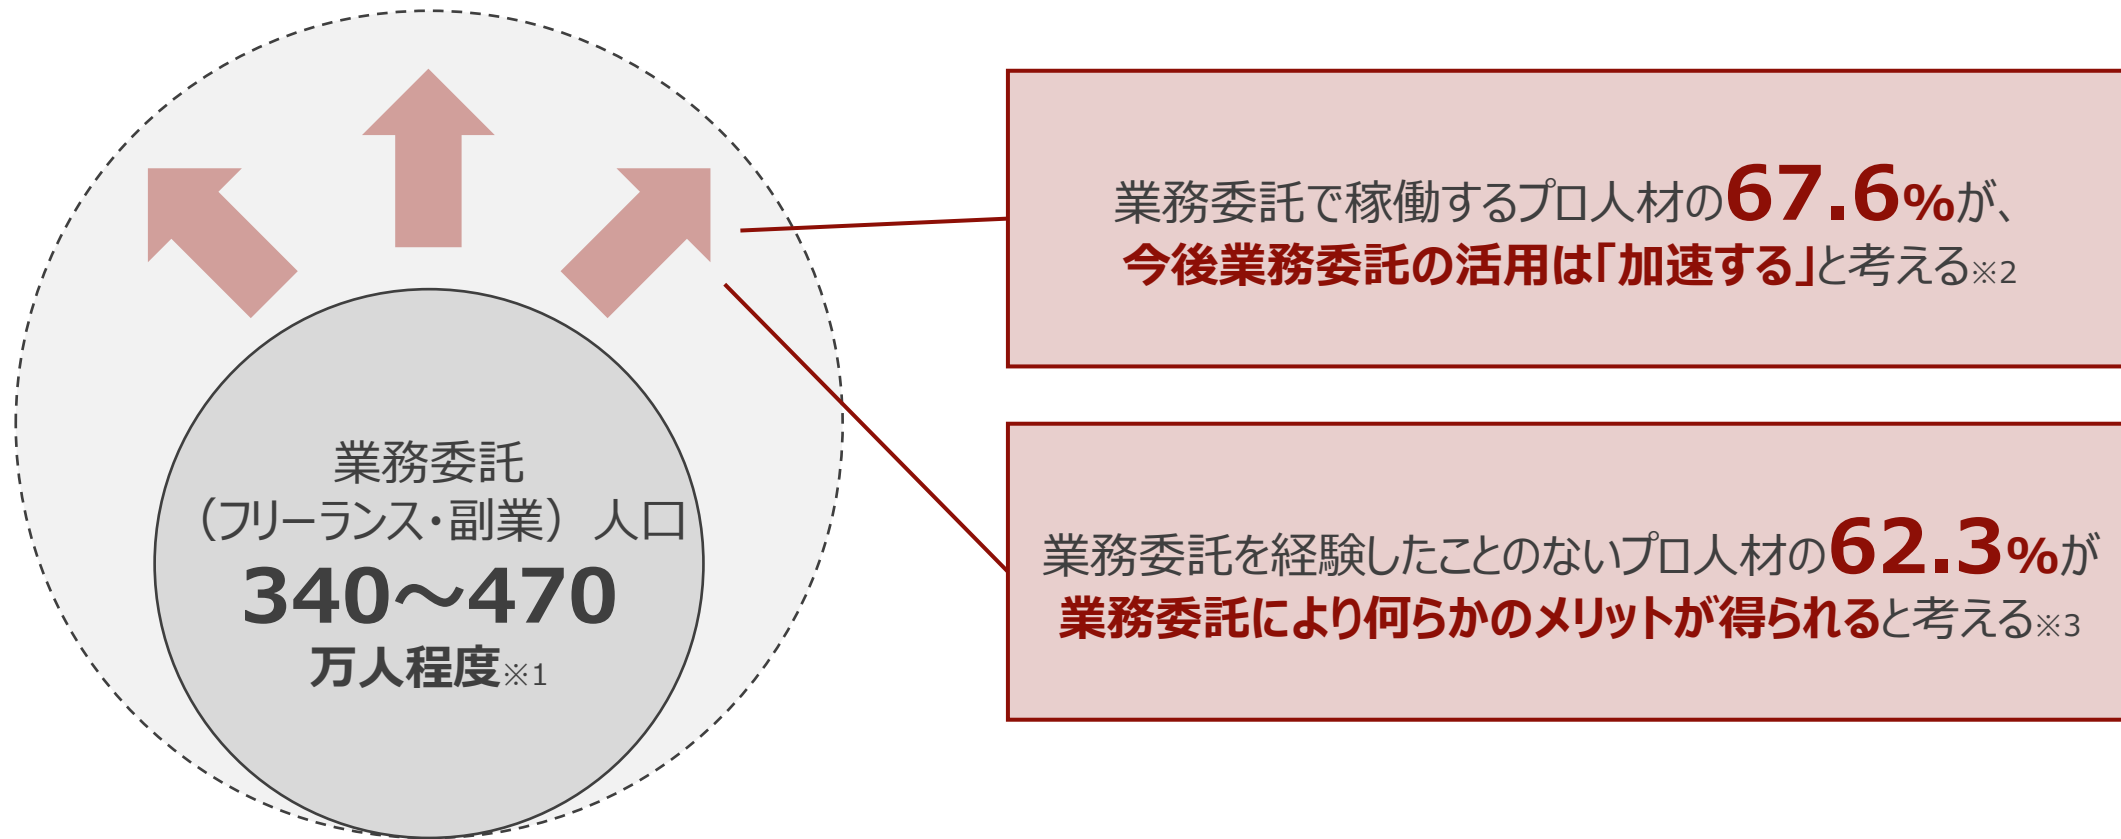 業務委託
（フリーランス・副業）人口
340～470
万人程度※1
業務委託で稼働するプロ人材の67.6%が、
今後業務委託の活用は「加速する」と考える※2
業務委託を経験したことのないプロ人材の62.3%が
業務委託により何らかのメリットが得られると考える※3